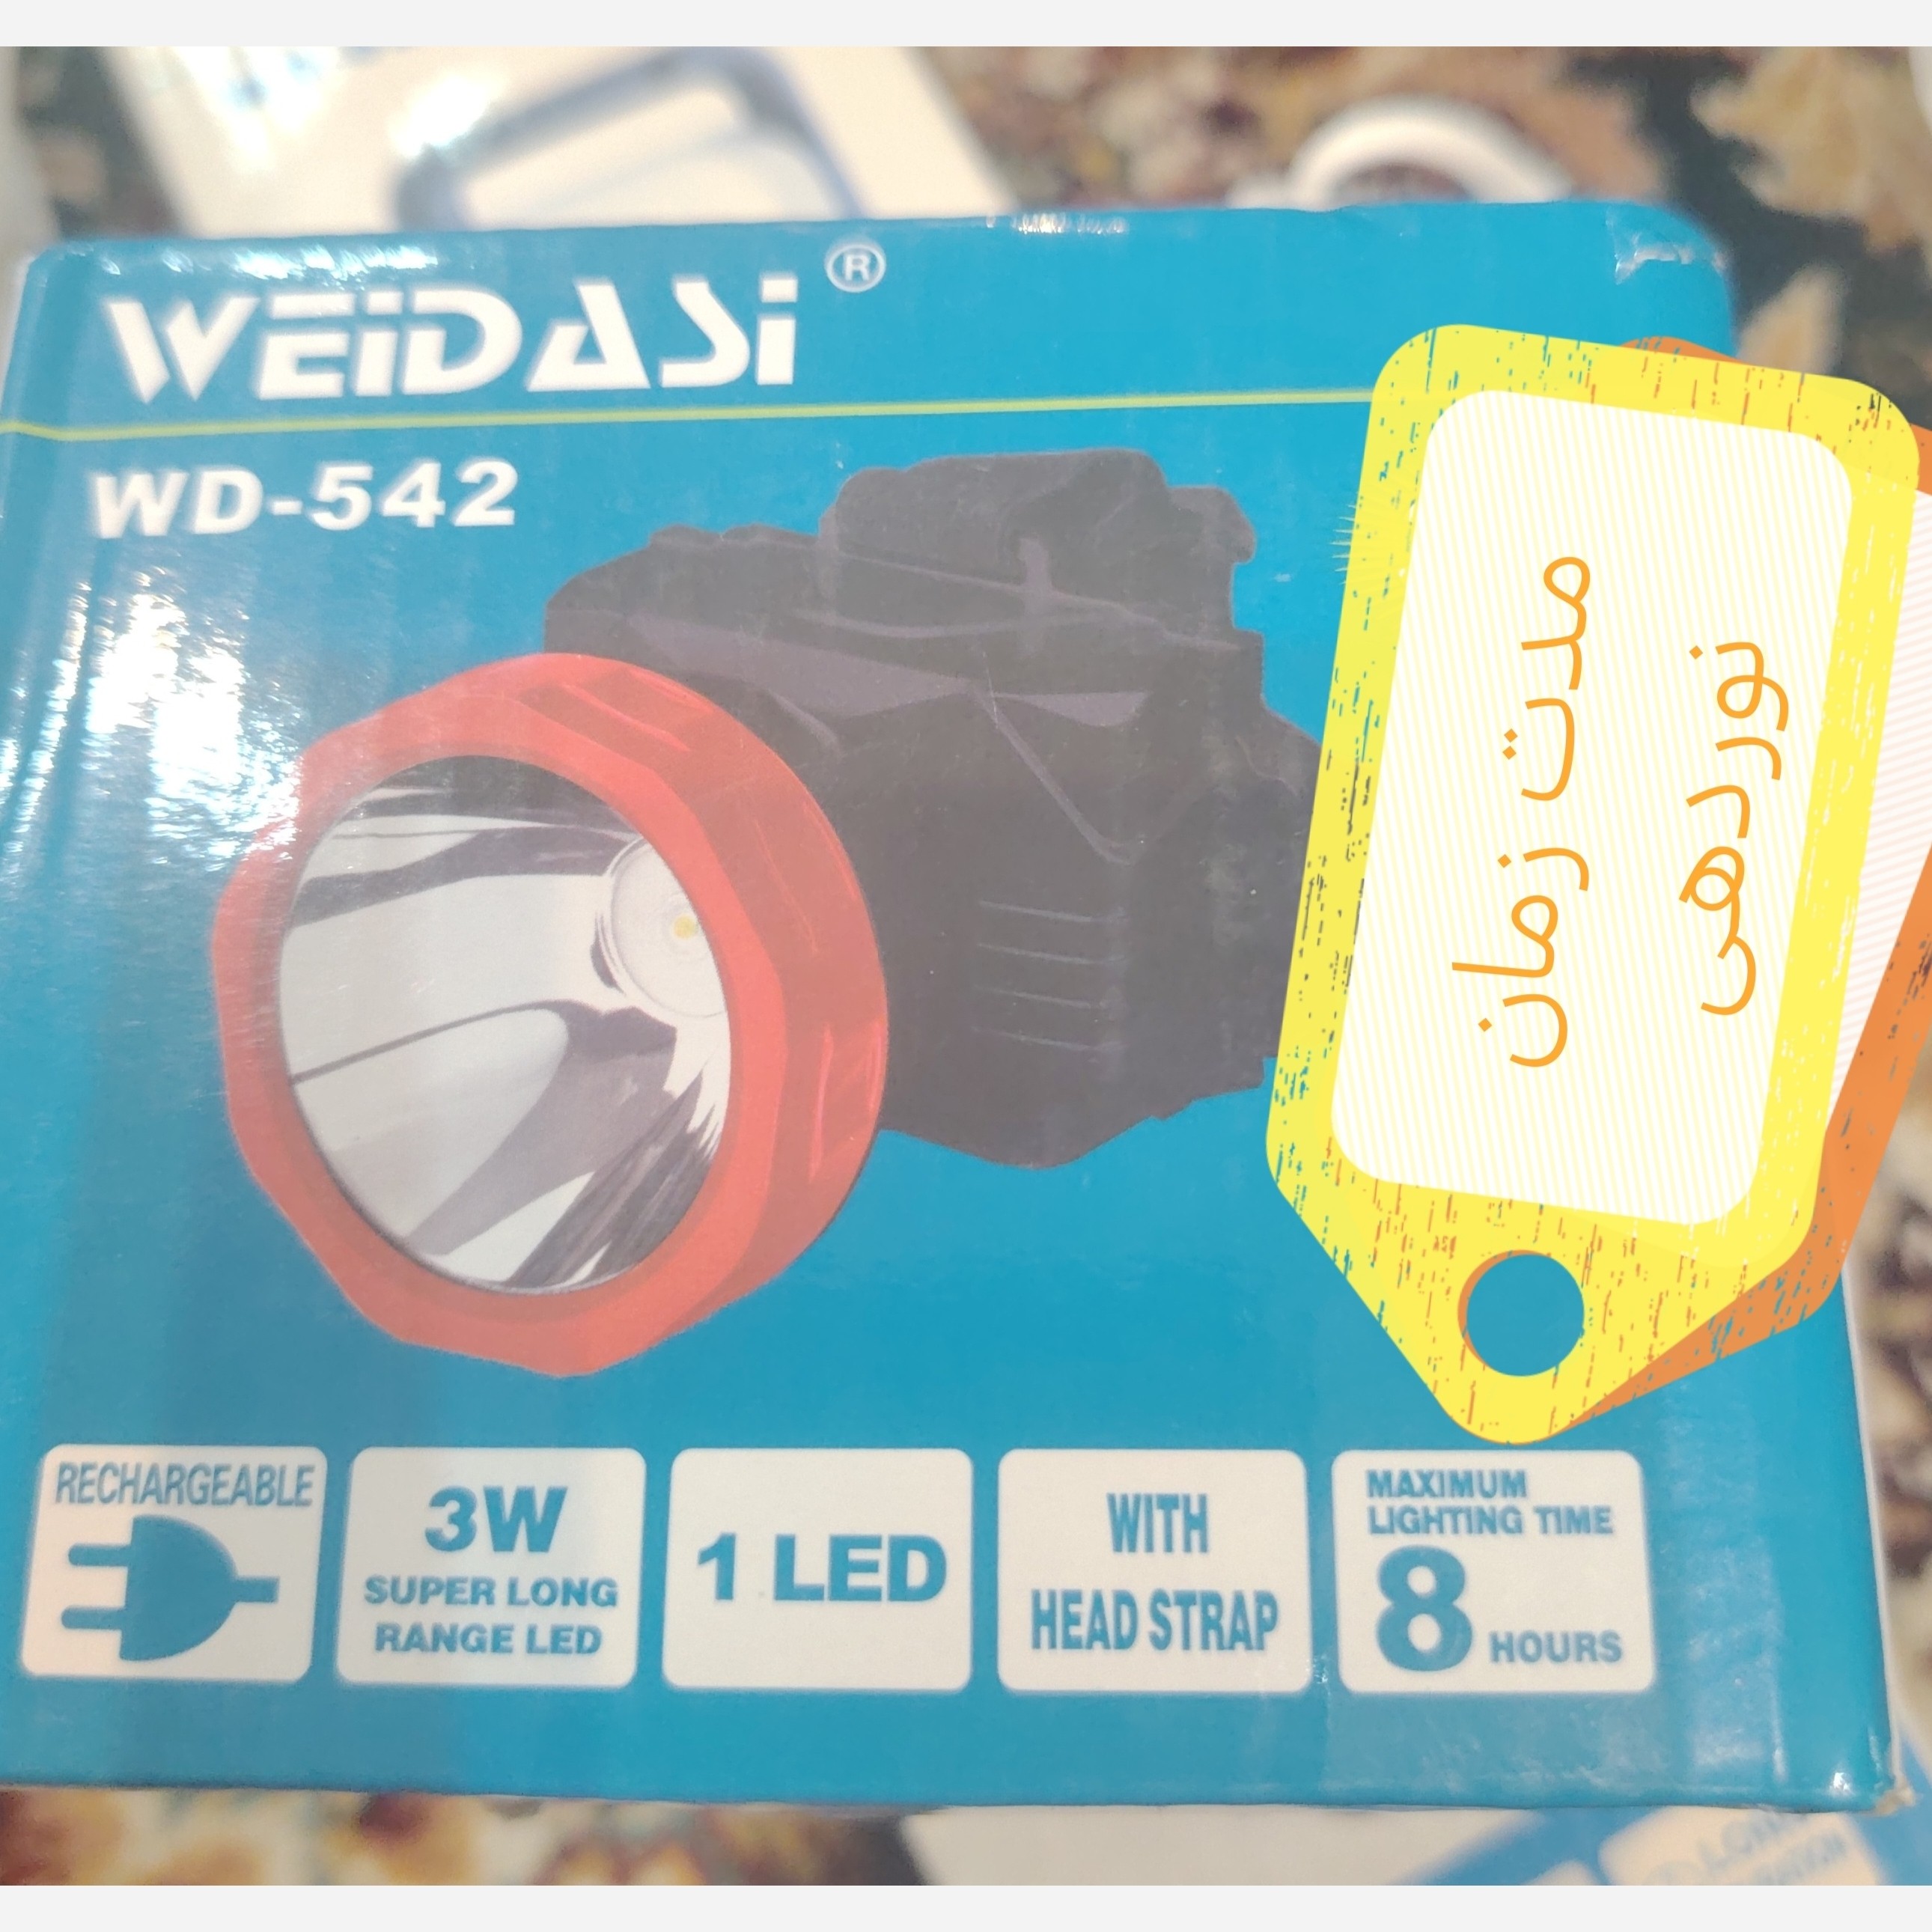 WEiDASi ®
WD-542
مدت زمان
نوردهی
RECHARGEABLE
3W
SUPER LONG
RANGE LED
1 LED
WITH
HEAD STRAP
MAXIMUM
LIGHTING TIME
8 HOURS